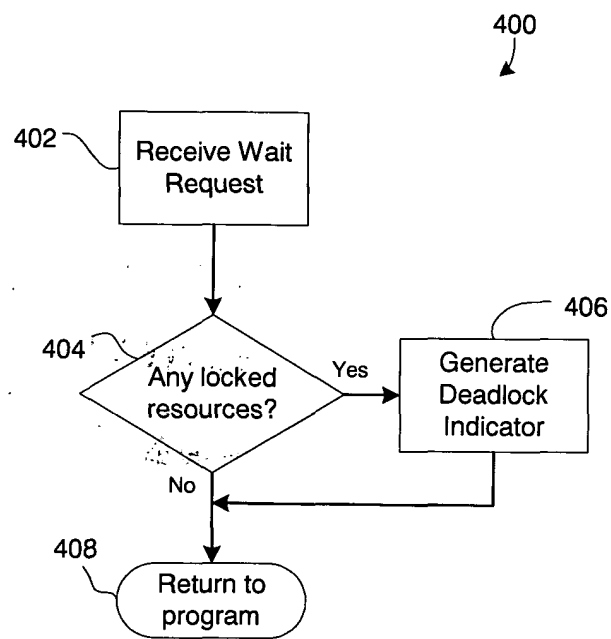 400
402
Receive Wait
Request
404
Any locked
resources?
Yes
406
Generate
Deadlock
Indicator
No
408
Return to
program